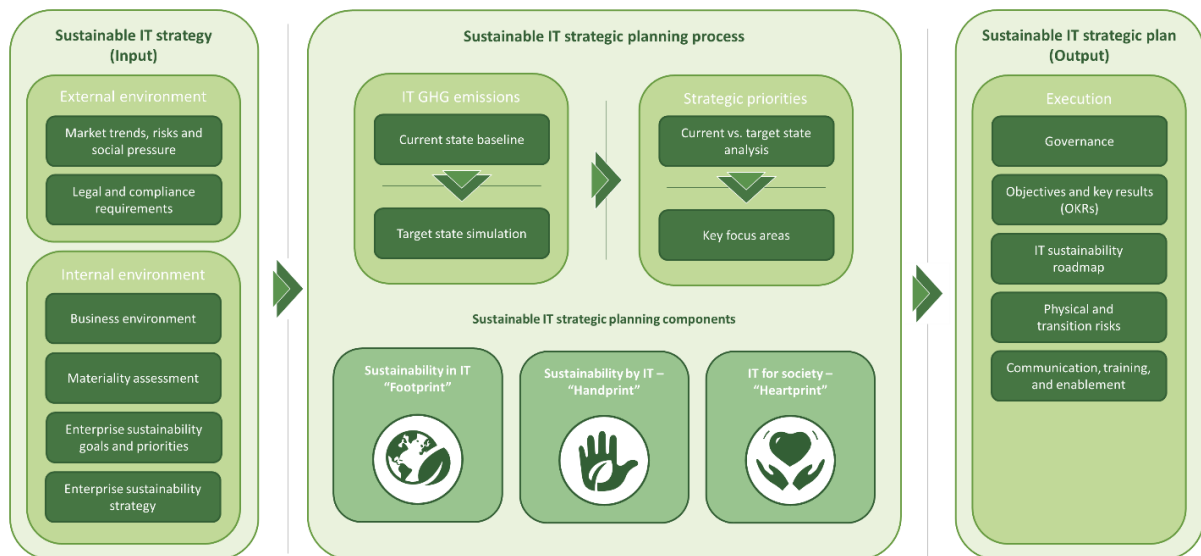 Sustainable IT strategy
(Input)
External environment
Market trends, risks and
social pressure
Legal and compliance
requirements
Internal environment
Business environment
Materiality assessment
Enterprise sustainability
goals and priorities
Enterprise sustainability
strategy
Sustainable IT strategic planning process
IT GHG emissions
Current state baseline
Target state simulation
Strategic priorities
Current vs. target state
analysis
Key focus areas
Sustainable IT strategic planning components
Sustainability in IT
“Footprint”
Sustainability by IT –
“Handprint”
IT for society –
“Heartprint”
Sustainable IT strategic plan
(Output)
Execution
Governance
Objectives and key results
(OKRs)
IT sustainability
roadmap
Physical and
transition risks
Communication, training,
and enablement